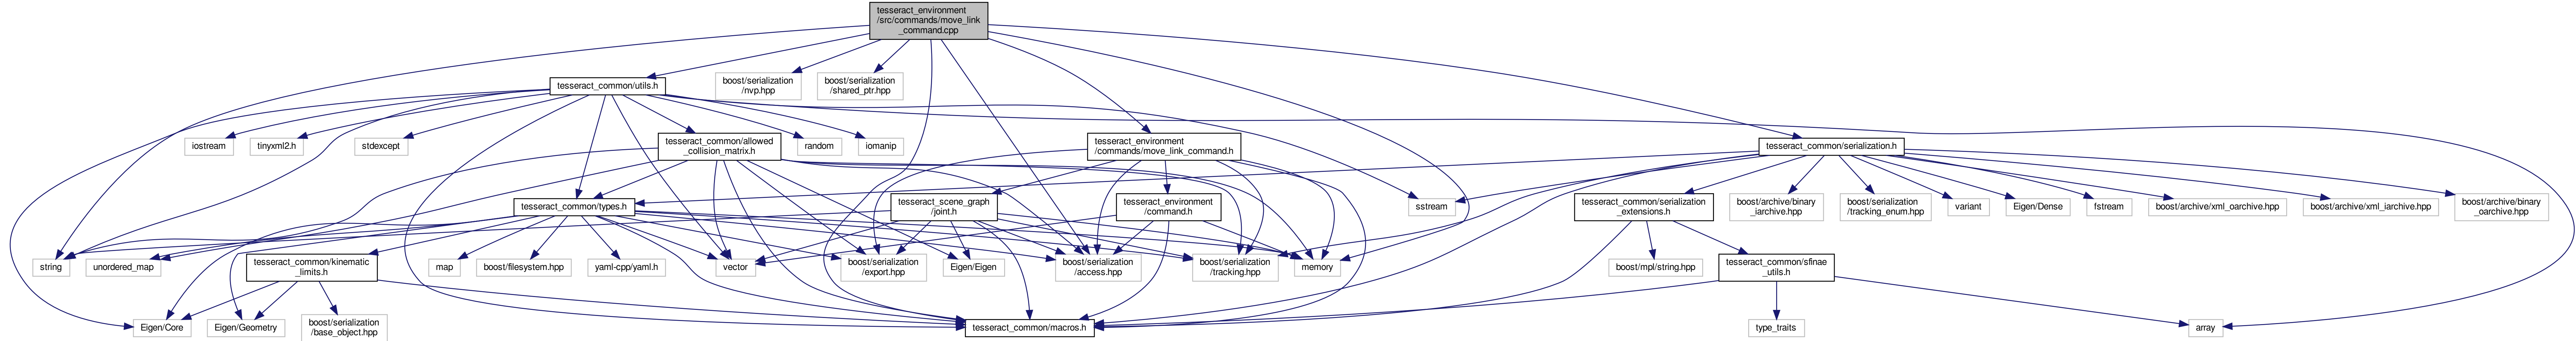 tesseract_environment
/src/commands/move_link
_command.cpp
tesseract_common/utils.h
boost/serialization
/nvp.hpp
boost/serialization
/shared_ptr.hpp
iostream
tinyxml2.h
stdexcept
tesseract_common/allowed
_collision_matrix.h
random
iomanip
tesseract_environment
/commands/move_link_command.h
tesseract_common/serialization.h
tesseract_common/types.h
tesseract_scene_graph
/joint.h
tesseract_environment
/command.h
sstream
tesseract_common/serialization
_extensions.h
boost/archive/binary
_iarchive.hpp
boost/serialization
/tracking_enum.hpp
variant
Eigen/Dense
fstream
boost/archive/xml_oarchive.hpp
boost/archive/xml_iarchive.hpp
boost/archive/binary
_oarchive.hpp
string
unordered_map
tesseract_common/kinematic
_limits.h
map
boost/filesystem.hpp
yaml-cpp/yaml.h
vector
boost/serialization
/export.hpp
Eigen/Eigen
boost/serialization
/access.hpp
boost/serialization
/tracking.hpp
memory
boost/mpl/string.hpp
tesseract_common/sfinae
_utils.h
Eigen/Core
Eigen/Geometry
boost/serialization
/base_object.hpp
tesseract_common/macros.h
type_traits
array